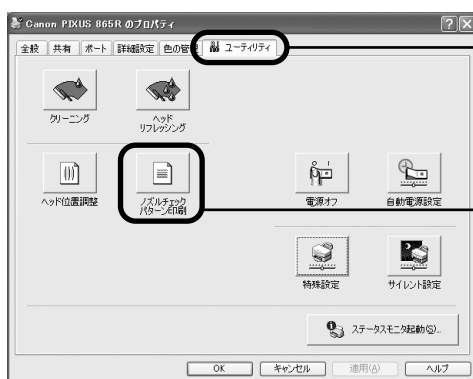 Canon PIXUS 865R のプロパティ
全般 共有 ポート 詳細設定 色の管理 ユーティリティ
クリーニング ヘッド
リフレッシング
ヘッド位置調整 ノズルチェック
パターン印刷 電源オフ 自動電源設定
特殊設定 サイレント設定
ステータスモニタ起動(S)...
OK キャンセル 適用(A) ヘルプ